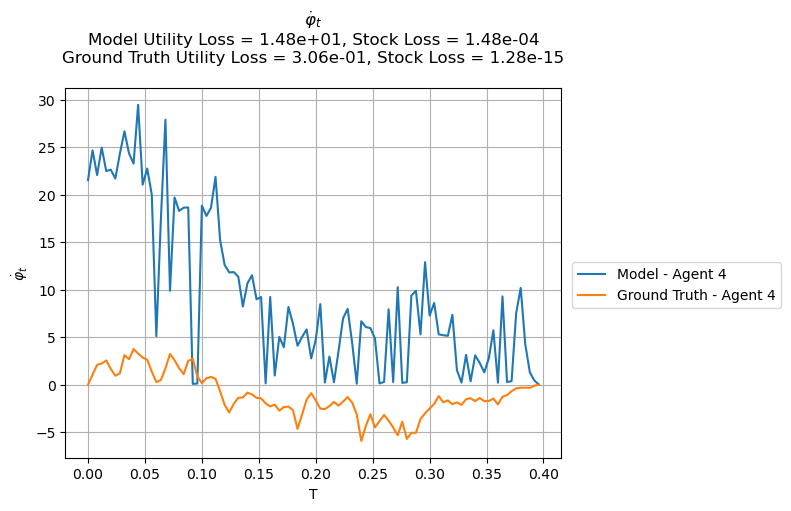 φ̇ₜ
Model Utility Loss = 1.48e+01, Stock Loss = 1.48e-04
Ground Truth Utility Loss = 3.06e-01, Stock Loss = 1.28e-15
30
25
20
15
10
5
0
−5
φ̇ₜ
0.00 0.05 0.10 0.15 0.20 0.25 0.30 0.35 0.40
T
Model - Agent 4
Ground Truth - Agent 4